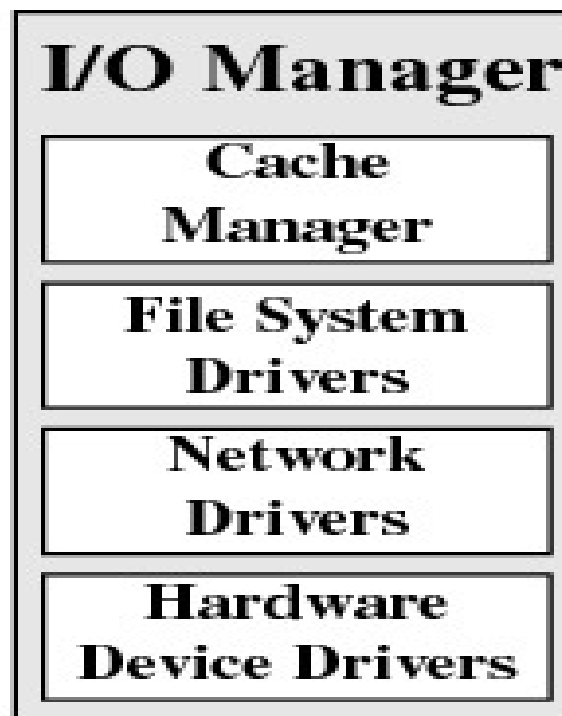 I/O Manager
Cache
Manager
File System
Drivers
Network
Drivers
Hardware
Device Drivers